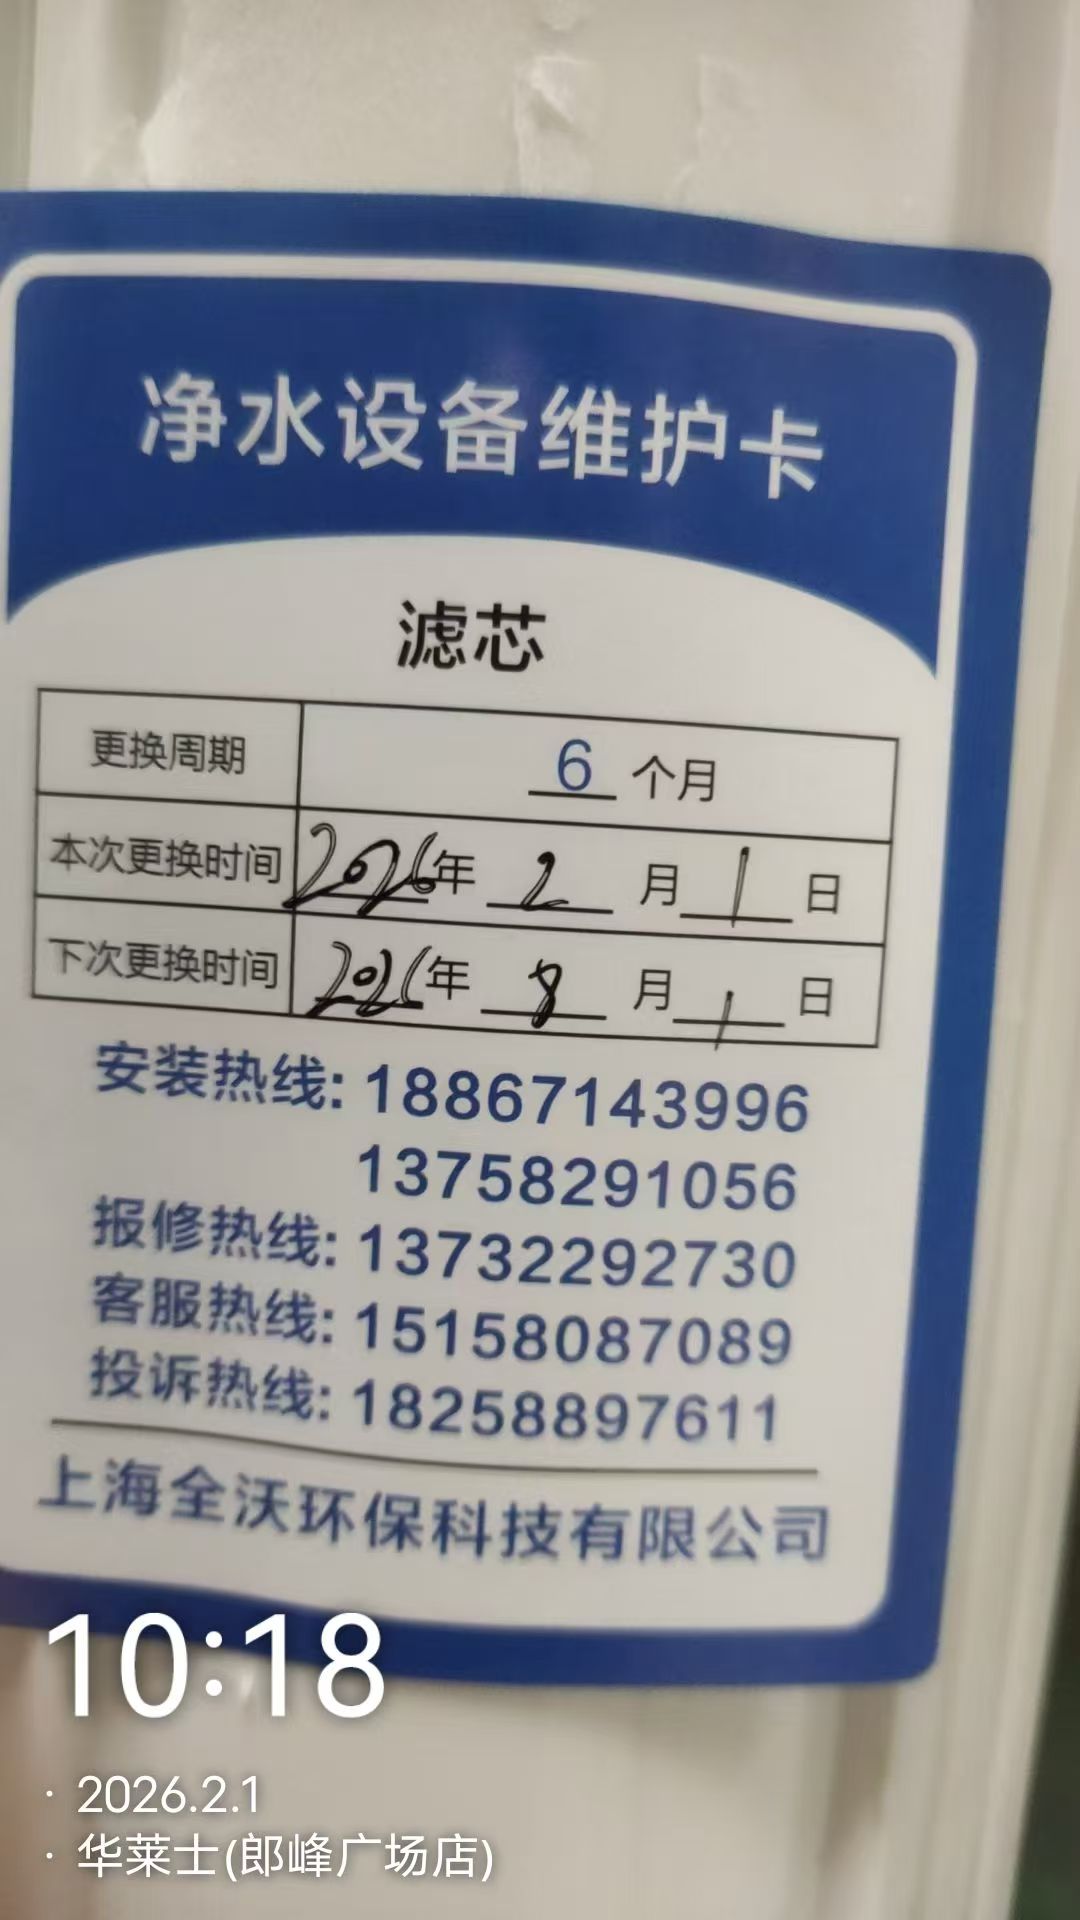 净水设备维护卡
滤芯
更换周期 6 个月
本次更换时间 2026年 2 月 1 日
下次更换时间 2026年 8 月 1 日
安装热线: 18867143996
13758291056
报修热线: 13732292730
客服热线: 15158087089
投诉热线: 18258897611
上海全沃环保科技有限公司
10:18
· 2026.2.1
· 华莱士(郎峰广场店)